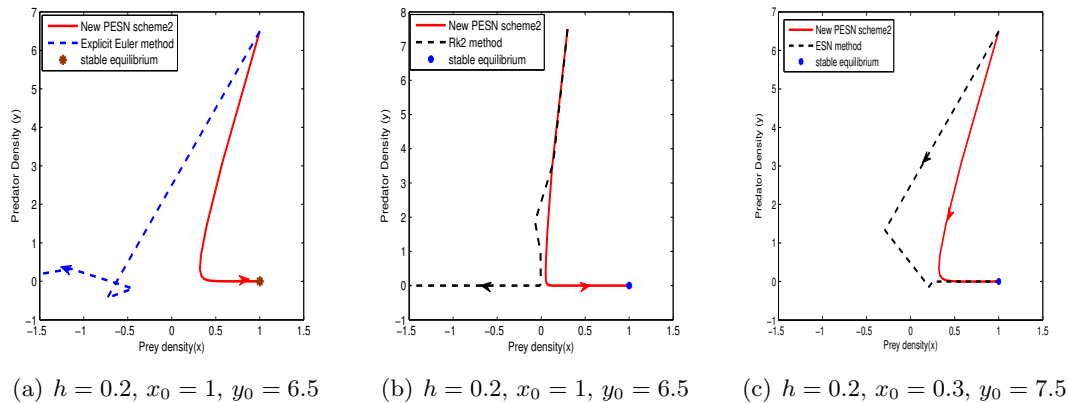 New PESN scheme2
Explicit Euler method
stable equilibrium
Predator Density (y)
7
6
5
4
3
2
1
0
−1
−1.5 −1 −0.5 0 0.5 1 1.5
Prey density(x)
(a) h = 0.2, x0 = 1, y0 = 6.5
New PESN scheme2
Rk2 method
stable equilibrium
Predator Density (y)
8
7
6
5
4
3
2
1
0
−1
−1.5 −1 −0.5 0 0.5 1 1.5
Prey density(x)
(b) h = 0.2, x0 = 1, y0 = 6.5
New PESN scheme2
ESN method
stable equilibrium
Predator Density (y)
7
6
5
4
3
2
1
0
−1
−1.5 −1 −0.5 0 0.5 1 1.5
Prey density(x)
(c) h = 0.2, x0 = 0.3, y0 = 7.5